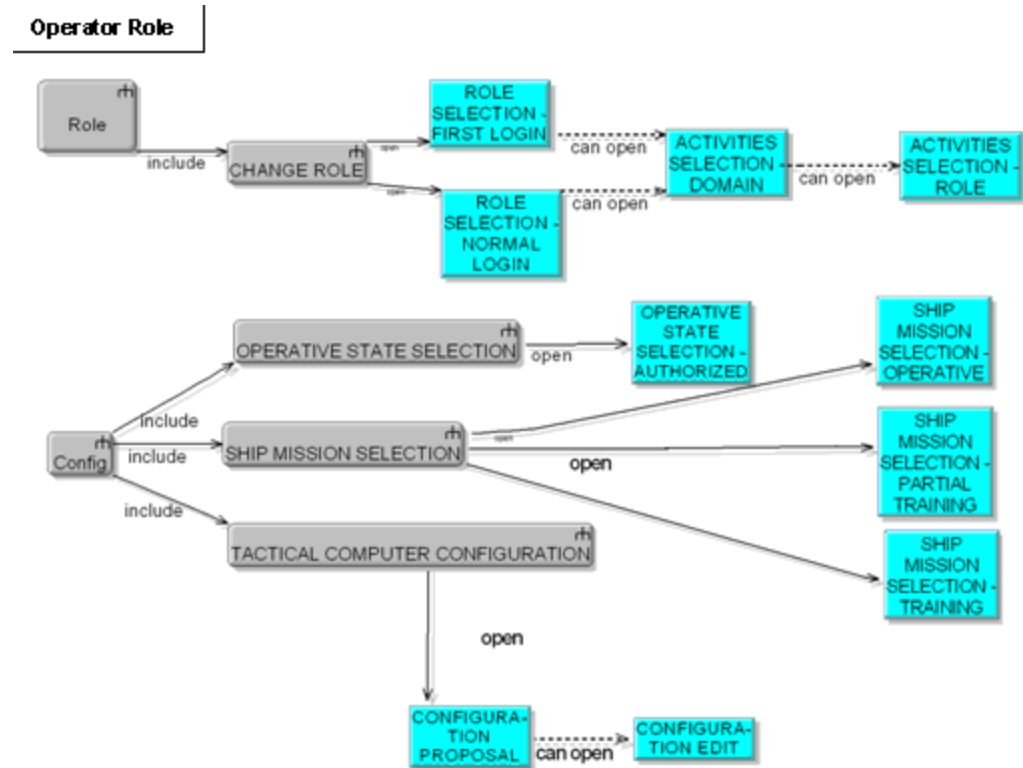 Operator Role
Role
include
CHANGE ROLE
open
open
ROLE
SELECTION -
FIRST LOGIN
can open
ROLE
SELECTION -
NORMAL
LOGIN
can open
ACTIVITIES
SELECTION -
DOMAIN
can open
ACTIVITIES
SELECTION -
ROLE
Config
include
include
include
OPERATIVE STATE SELECTION
open
OPERATIVE
STATE
SELECTION -
AUTHORIZED
SHIP MISSION SELECTION
open
open
SHIP
MISSION
SELECTION -
OPERATIVE
SHIP
MISSION
SELECTION -
PARTIAL
TRAINING
SHIP
MISSION
SELECTION -
TRAINING
TACTICAL COMPUTER CONFIGURATION
open
CONFIGURA-
TION
PROPOSAL
can open
CONFIGURA-
TION EDIT